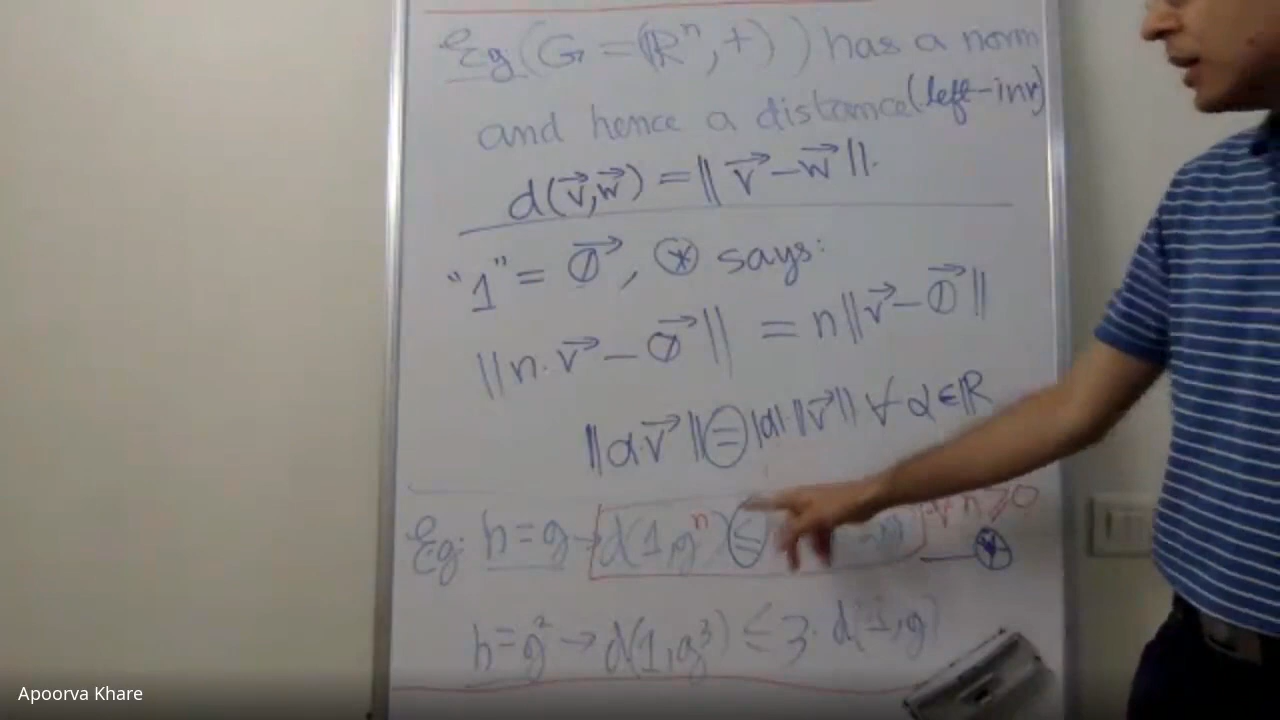 Eg (G = (ℝⁿ, +)) has a norm
and hence a distance (left-inv)
d(v⃗, w⃗) = ‖ v⃗ − w⃗ ‖.
"1" = 0⃗, ⊛ says:
‖n·v⃗ − 0⃗‖ = n‖v⃗ − 0⃗‖
‖α·v⃗‖ = |α|·‖v⃗‖ ∀ α ∈ ℝ
Eg: h = g → d(1, gⁿ) ≤ ∀ n ≥ 0
⊛
h = g² → d(1, g³) ≤ 3· d(1, g)
Apoorva Khare